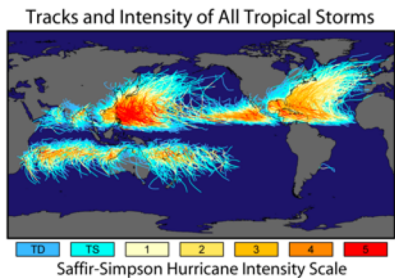 Tracks and Intensity of All Tropical Storms
TD TS 1 2 3 4 5
Saffir-Simpson Hurricane Intensity Scale